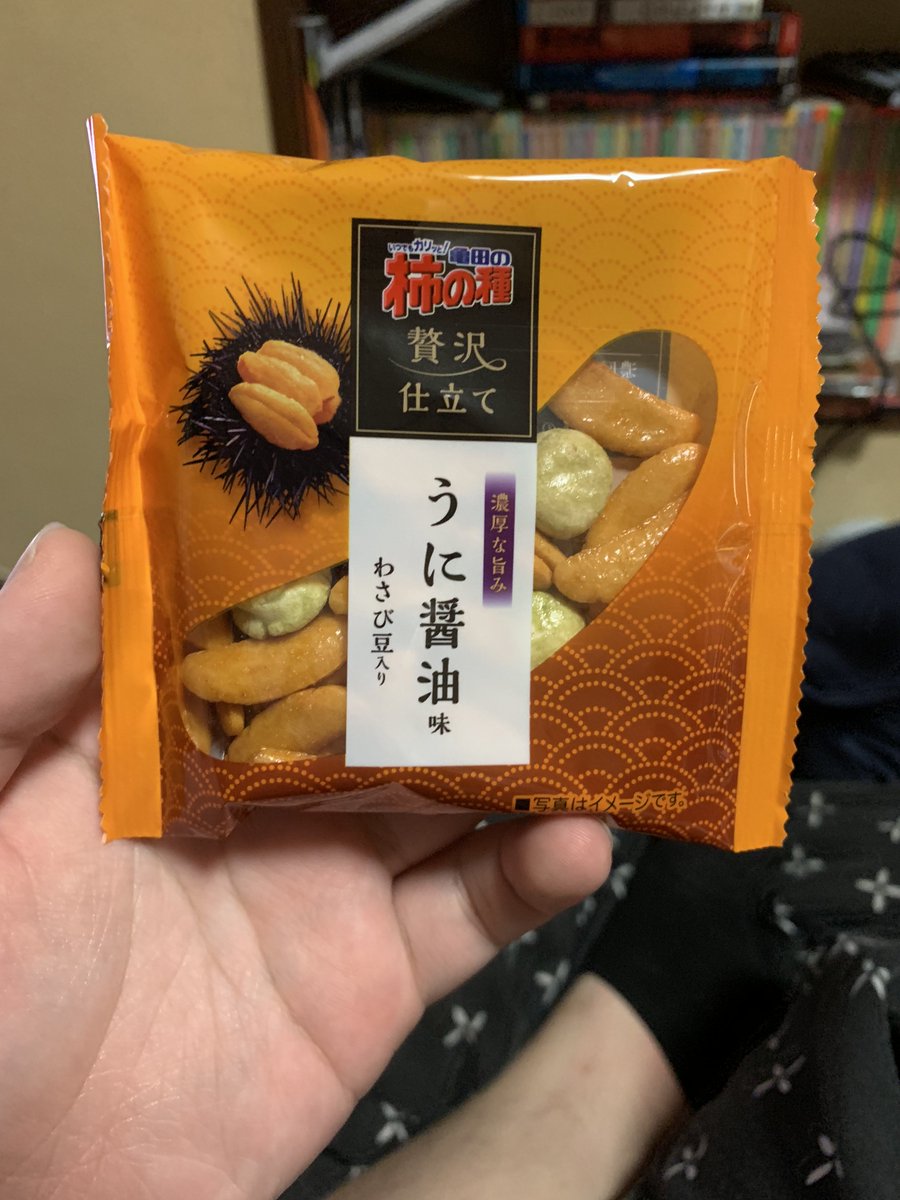 いつでもカリッと!
亀田の
柿の種
贅沢
仕立て
濃厚な旨み
うに醤油味
わさび豆入り
■写真はイメージです。